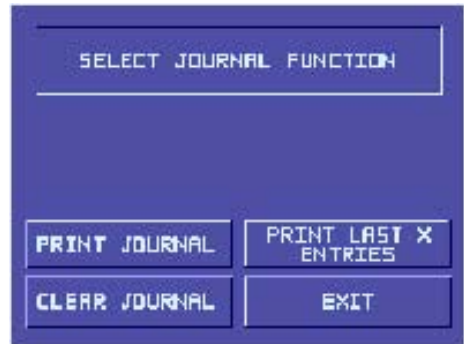 SELECT JOURNAL FUNCTION
PRINT JOURNAL
PRINT LAST X
ENTRIES
CLEAR JOURNAL
EXIT